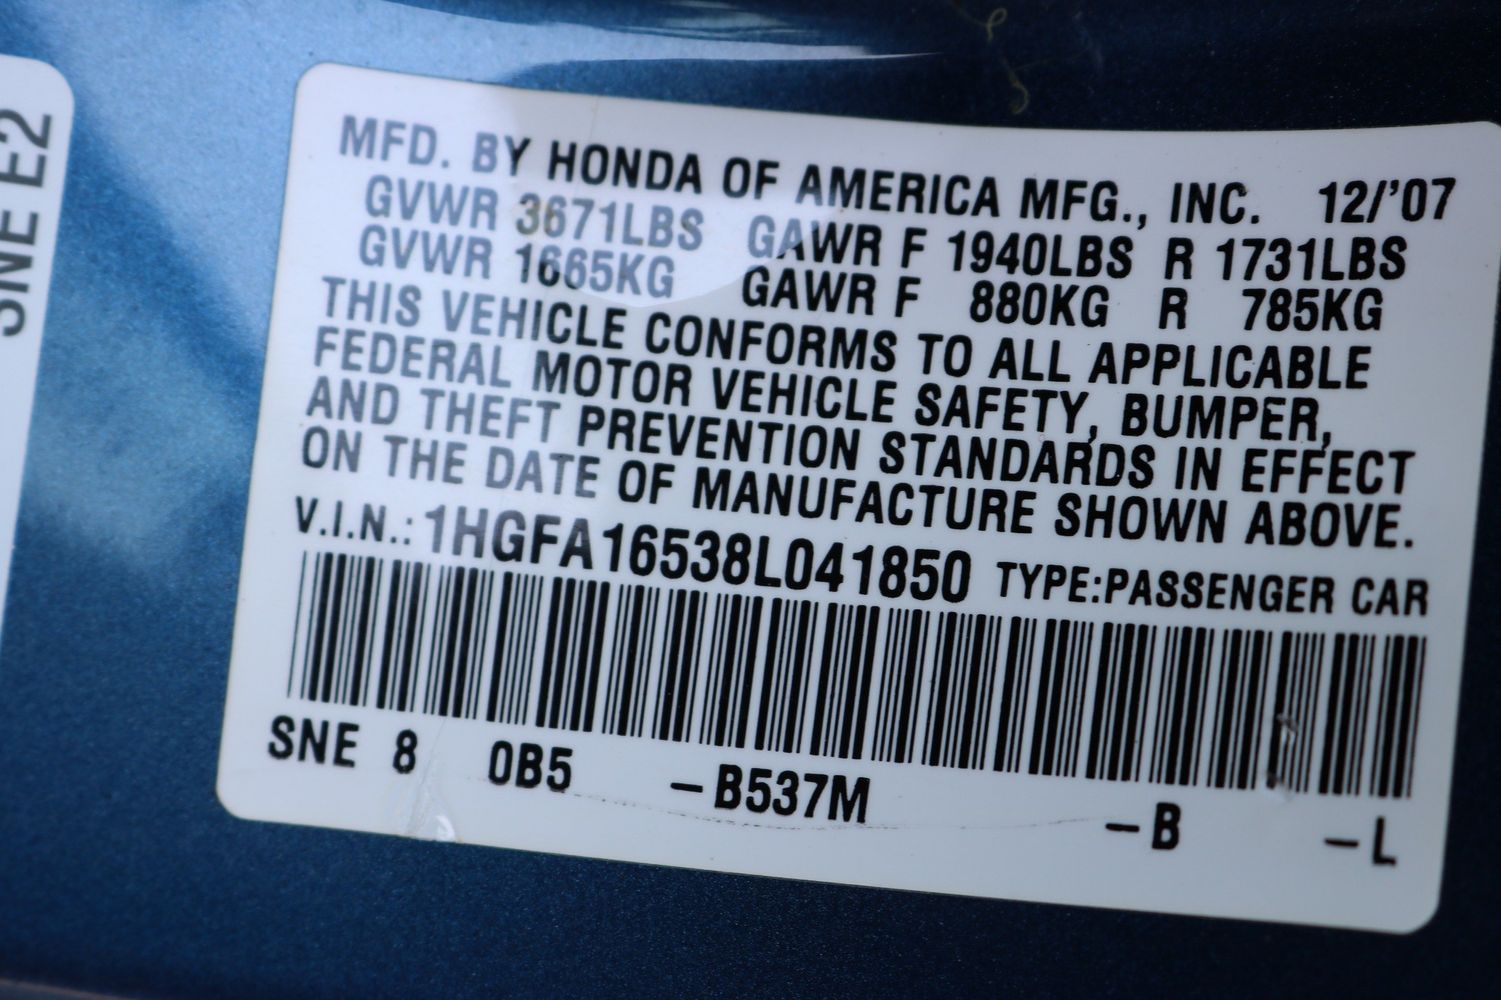 SNE E2
MFD. BY HONDA OF AMERICA MFG., INC. 12/'07
GVWR 3671LBS GAWR F 1940LBS R 1731LBS
GVWR 1665KG GAWR F 880KG R 785KG
THIS VEHICLE CONFORMS TO ALL APPLICABLE
FEDERAL MOTOR VEHICLE SAFETY, BUMPER,
AND THEFT PREVENTION STANDARDS IN EFFECT
ON THE DATE OF MANUFACTURE SHOWN ABOVE.
V.I.N.: 1HGFA16538L041850 TYPE:PASSENGER CAR
SNE 8 0B5 -B537M -B -L